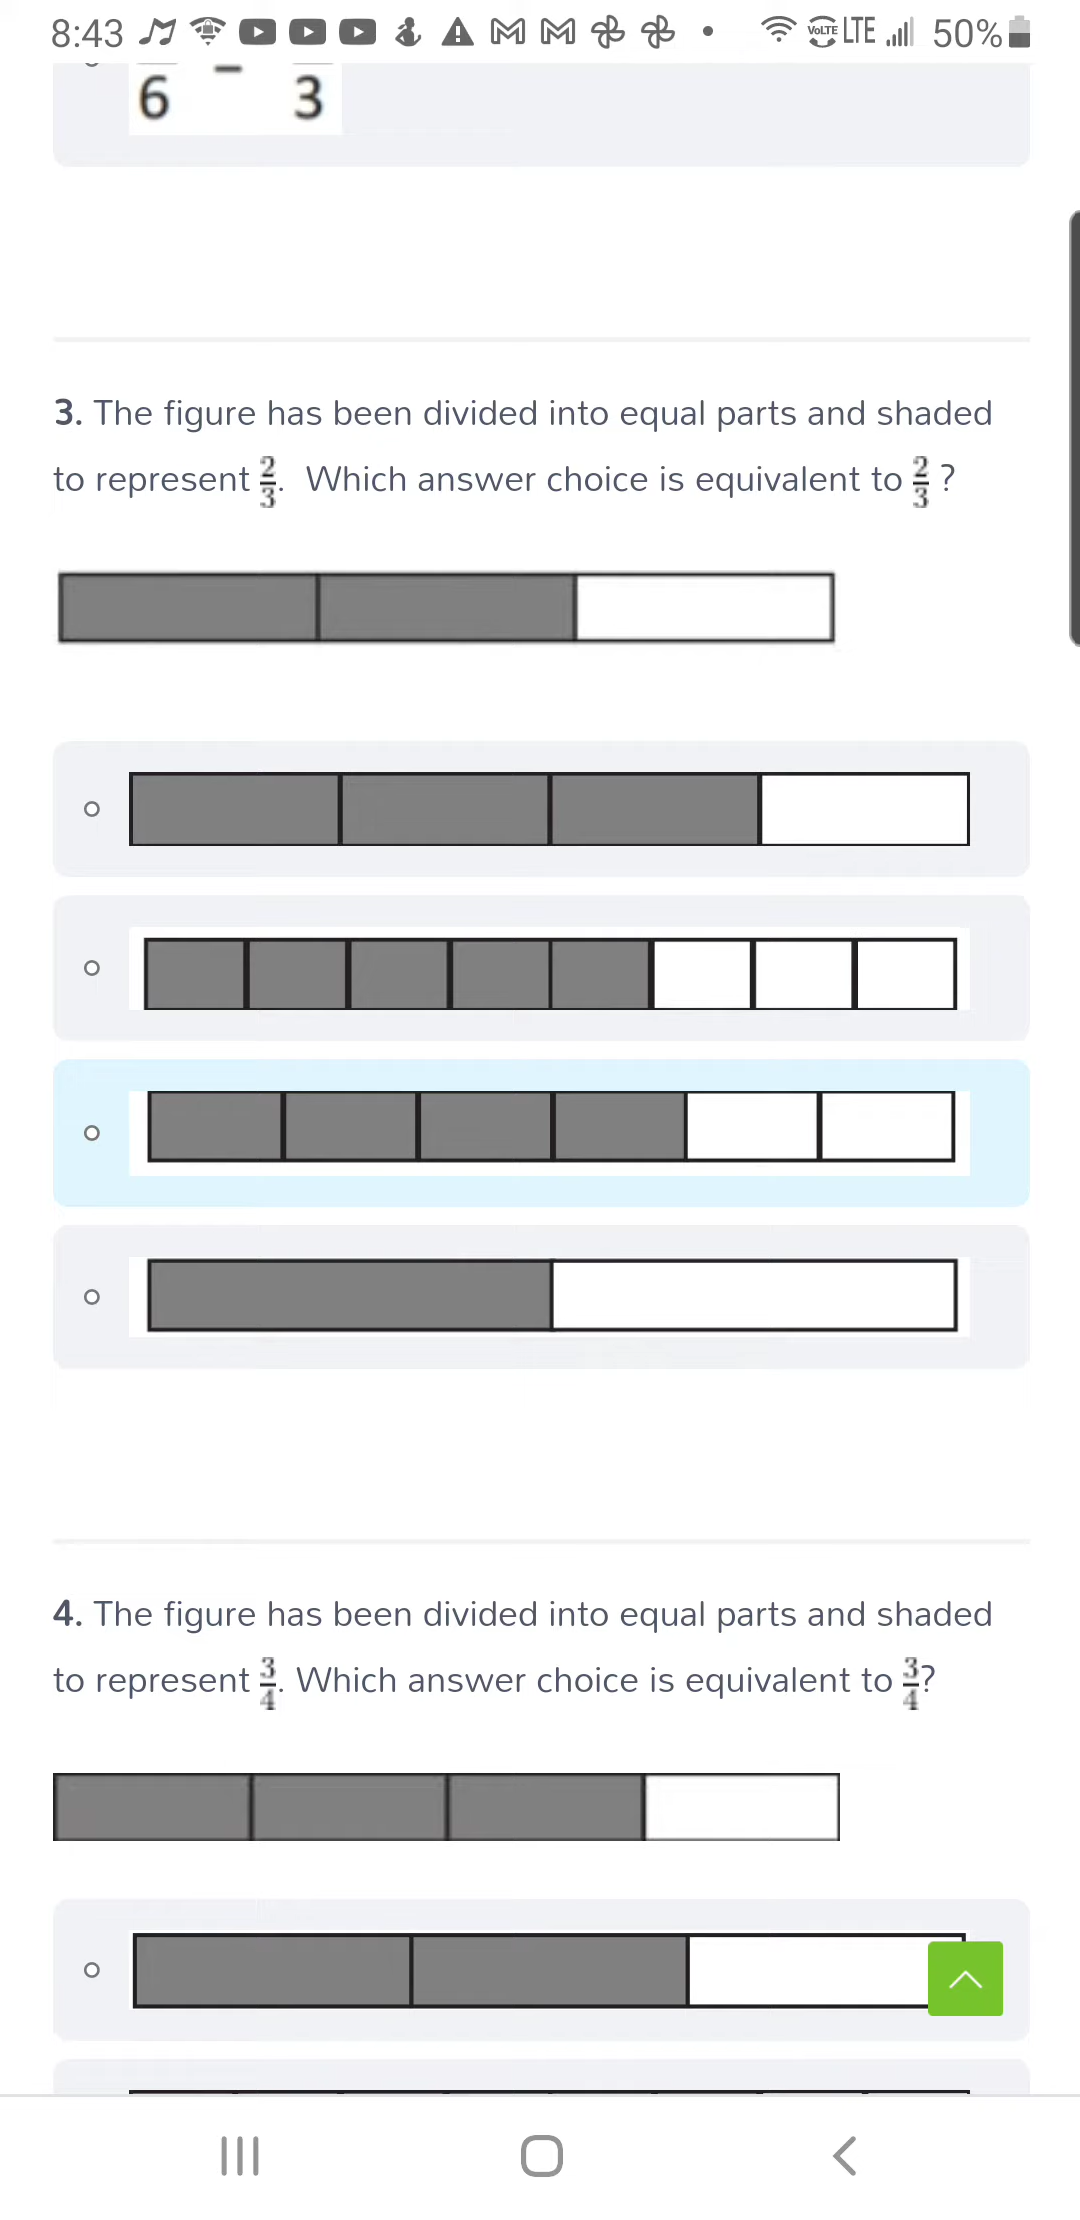 8:43 VoLTE LTE 50%
6 = 3
3. The figure has been divided into equal parts and shaded
to represent 2/3. Which answer choice is equivalent to 2/3 ?
4. The figure has been divided into equal parts and shaded
to represent 3/4. Which answer choice is equivalent to 3/4?